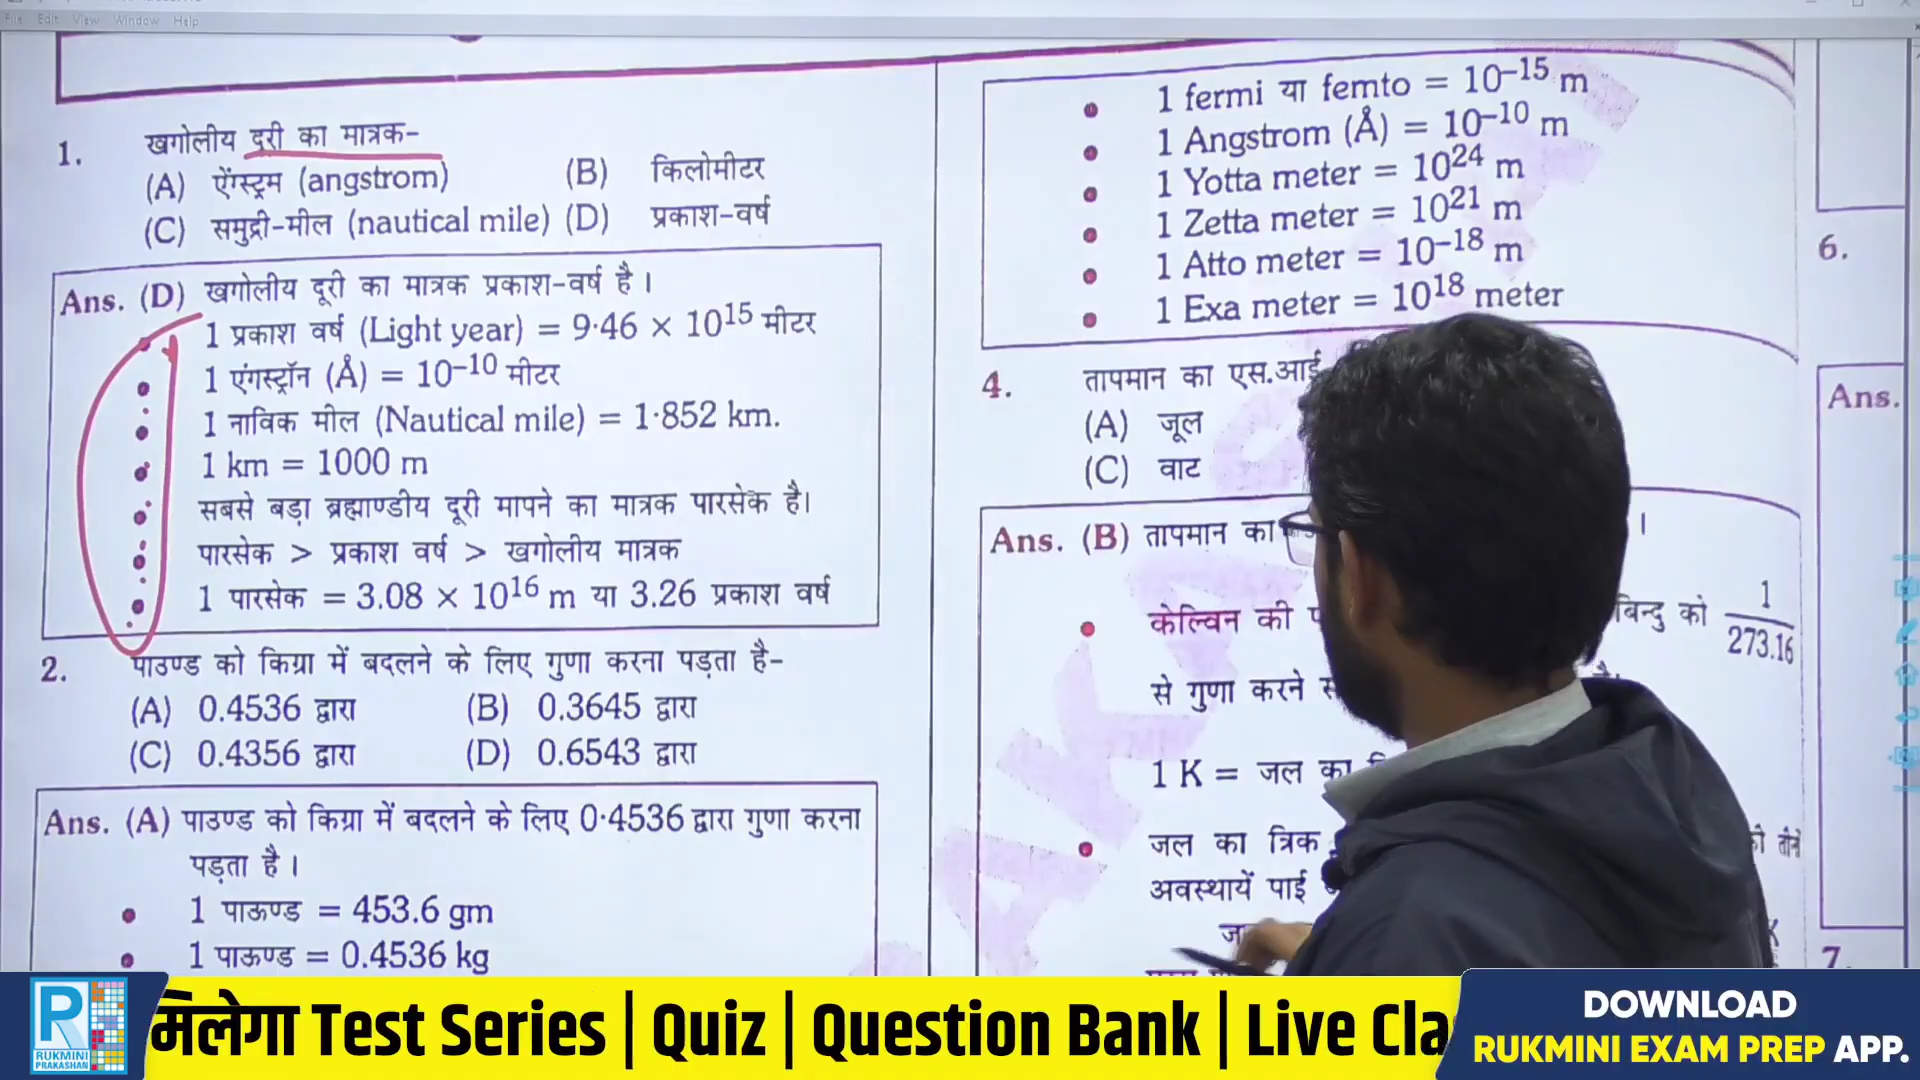 File Edit View Window Help
1. खगोलीय दूरी का मात्रक-
(A) ऐंग्स्ट्रम (angstrom) (B) किलोमीटर
(C) समुद्री-मील (nautical mile) (D) प्रकाश-वर्ष
Ans. (D) खगोलीय दूरी का मात्रक प्रकाश-वर्ष है।
1 प्रकाश वर्ष (Light year) = 9·46 × 10¹⁵ मीटर
• 1 एंगस्ट्रॉन (Å) = 10⁻¹⁰ मीटर
• 1 नाविक मील (Nautical mile) = 1·852 km.
• 1 km = 1000 m
• सबसे बड़ा ब्रह्माण्डीय दूरी मापने का मात्रक पारसेक है।
• पारसेक > प्रकाश वर्ष > खगोलीय मात्रक
• 1 पारसेक = 3.08 × 10¹⁶ m या 3.26 प्रकाश वर्ष
2. पाउण्ड को किग्रा में बदलने के लिए गुणा करना पड़ता है-
(A) 0.4536 द्वारा (B) 0.3645 द्वारा
(C) 0.4356 द्वारा (D) 0.6543 द्वारा
Ans. (A) पाउण्ड को किग्रा में बदलने के लिए 0·4536 द्वारा गुणा करना
पड़ता है।
• 1 पाऊण्ड = 453.6 gm
• 1 पाऊण्ड = 0.4536 kg
• 1 fermi या femto = 10⁻¹⁵ m
• 1 Angstrom (Å) = 10⁻¹⁰ m
• 1 Yotta meter = 10²⁴ m
• 1 Zetta meter = 10²¹ m
• 1 Atto meter = 10⁻¹⁸ m
• 1 Exa meter = 10¹⁸ meter
4. तापमान का एस.आई
(A) जूल
(C) वाट
Ans. (B) तापमान का ।
• केल्विन की बिन्दु को 1/273.16
से गुणा करने
1 K = जल का
• जल का त्रिक
अवस्थायें पाई
6.
Ans.
7.
R
RUKMINI
PRAKASHAN
मिलेगा Test Series | Quiz | Question Bank | Live Cla
DOWNLOAD
RUKMINI EXAM PREP APP.